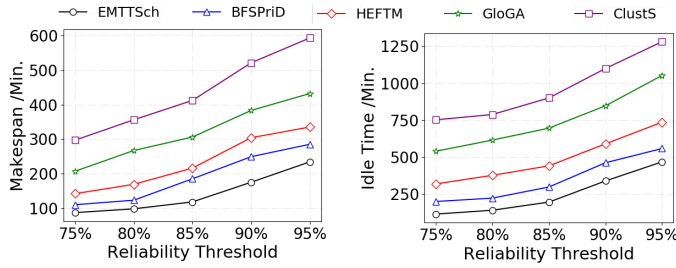 EMTTSch BFSPriD HEFTM GloGA ClustS
Makespan /Min.
600
500
400
300
200
100
75% 80% 85% 90% 95%
Reliability Threshold
Idle Time /Min.
1250
1000
750
500
250
75% 80% 85% 90% 95%
Reliability Threshold